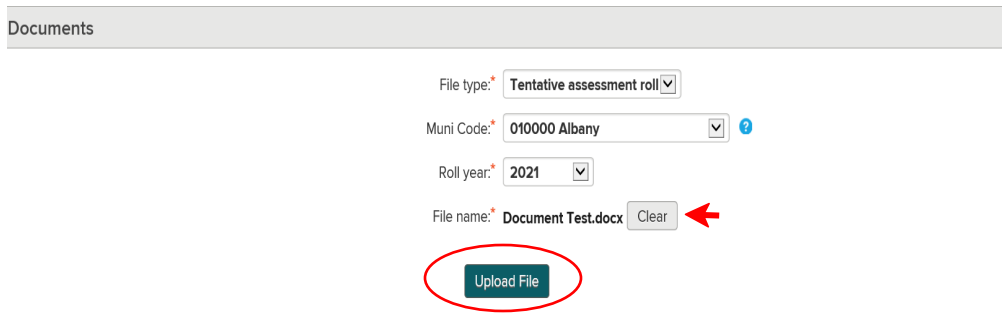 Documents
File type:* Tentative assessment roll
Muni Code:* 010000 Albany ?
Roll year:* 2021
File name:* Document Test.docx Clear
Upload File